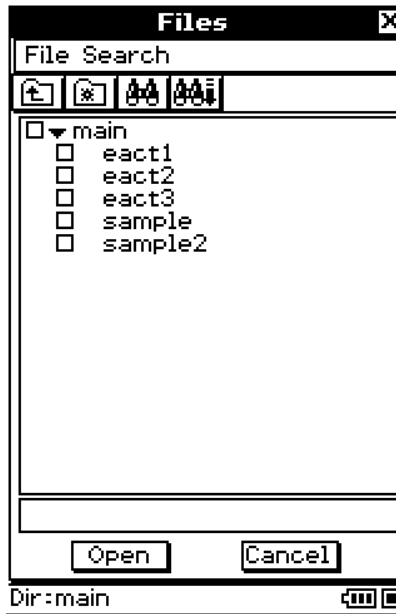 Files
File Search
main
eact1
eact2
eact3
sample
sample2
Open Cancel
Dir:main